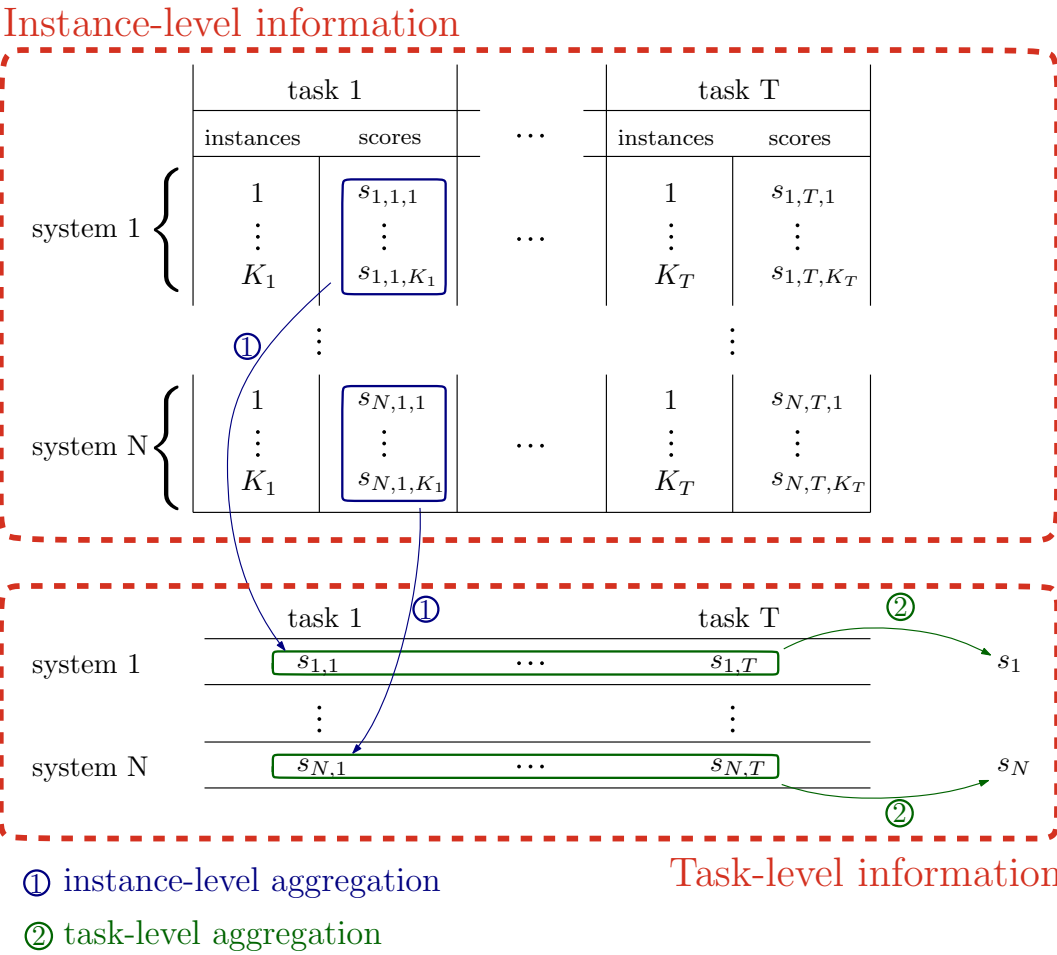 Instance-level information
task 1 task T
instances scores ... instances scores
1 s_{1,1,1} 1 s_{1,T,1}
system 1 ⋮ ⋮ ... ⋮ ⋮
K_1 s_{1,1,K_1} K_T s_{1,T,K_T}
① ⋮ ⋮
1 s_{N,1,1} 1 s_{N,T,1}
system N ⋮ ⋮ ... ⋮ ⋮
K_1 s_{N,1,K_1} K_T s_{N,T,K_T}
task 1 ① task T ②
system 1 s_{1,1} ... s_{1,T} s_1
⋮ ⋮
system N s_{N,1} ... s_{N,T} s_N
②
Task-level information
① instance-level aggregation
② task-level aggregation